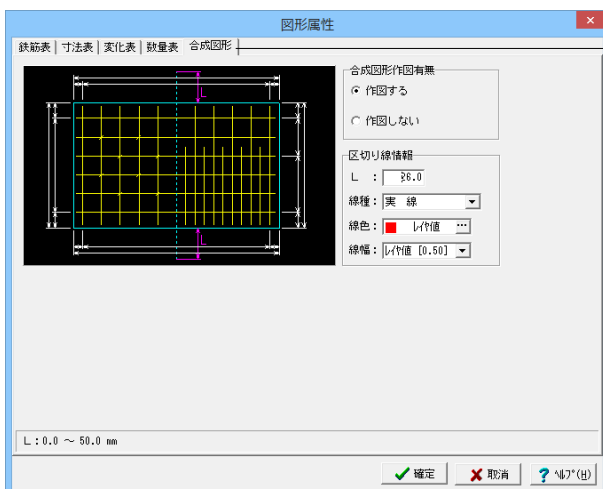 図形属性
鉄筋表 寸法表 変化表 数量表 合成図形
合成図形作図有無
作図する
作図しない
区切り線情報
L :
線種: 実 線
線色: レイヤ値 ...
線幅: レイヤ値 [0.50]
L
L
L:0.0 ~ 50.0 mm
確定 取消 ? ヘルプ(H)